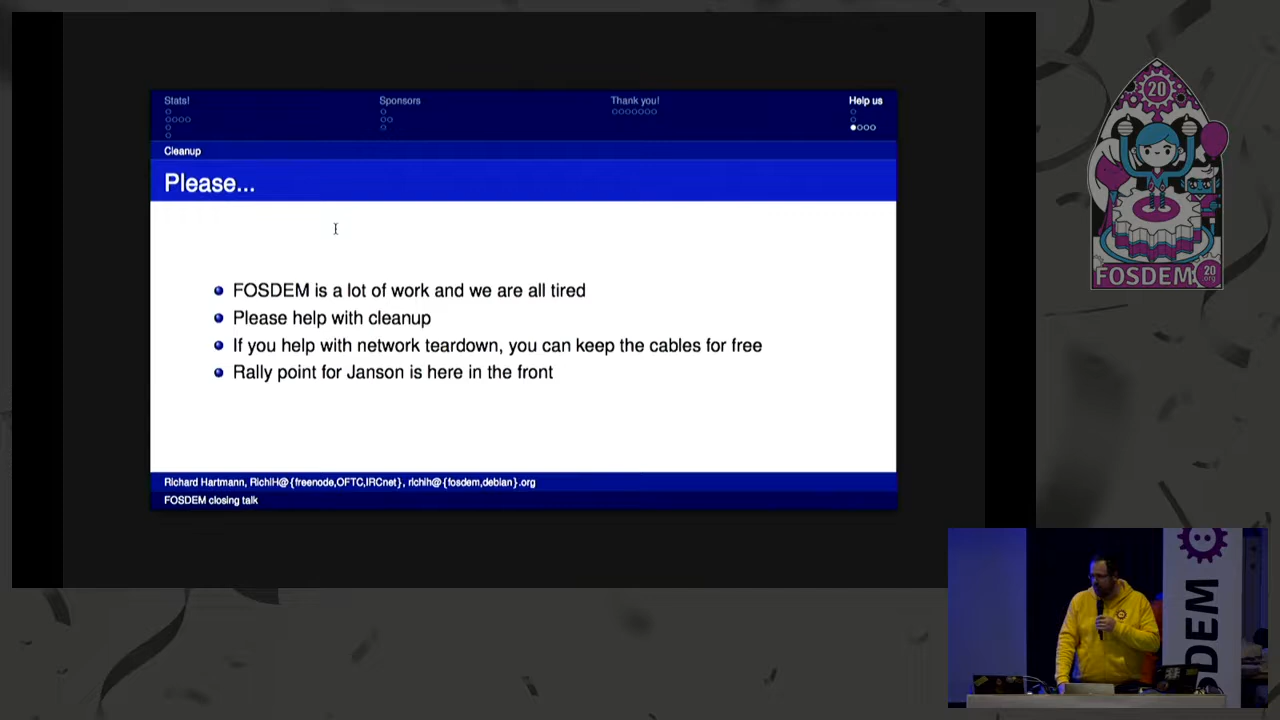 Stats!
Sponsors
Thank you!
Help us
Cleanup
Please...
FOSDEM is a lot of work and we are all tired
Please help with cleanup
If you help with network teardown, you can keep the cables for free
Rally point for Janson is here in the front
Richard Hartmann, RichiH@{freenode,OFTC,IRCnet}, richih@{fosdem,debian}.org
FOSDEM closing talk
20
FOSDEM
20
.org
SDEM